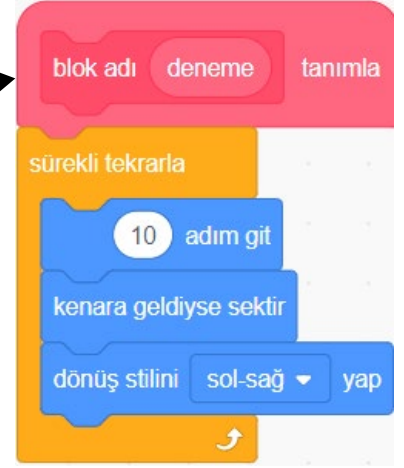 blok adı deneme tanımla
sürekli tekrarla
10 adım git
kenara geldiyse sektir
dönüş stilini sol-sağ yap